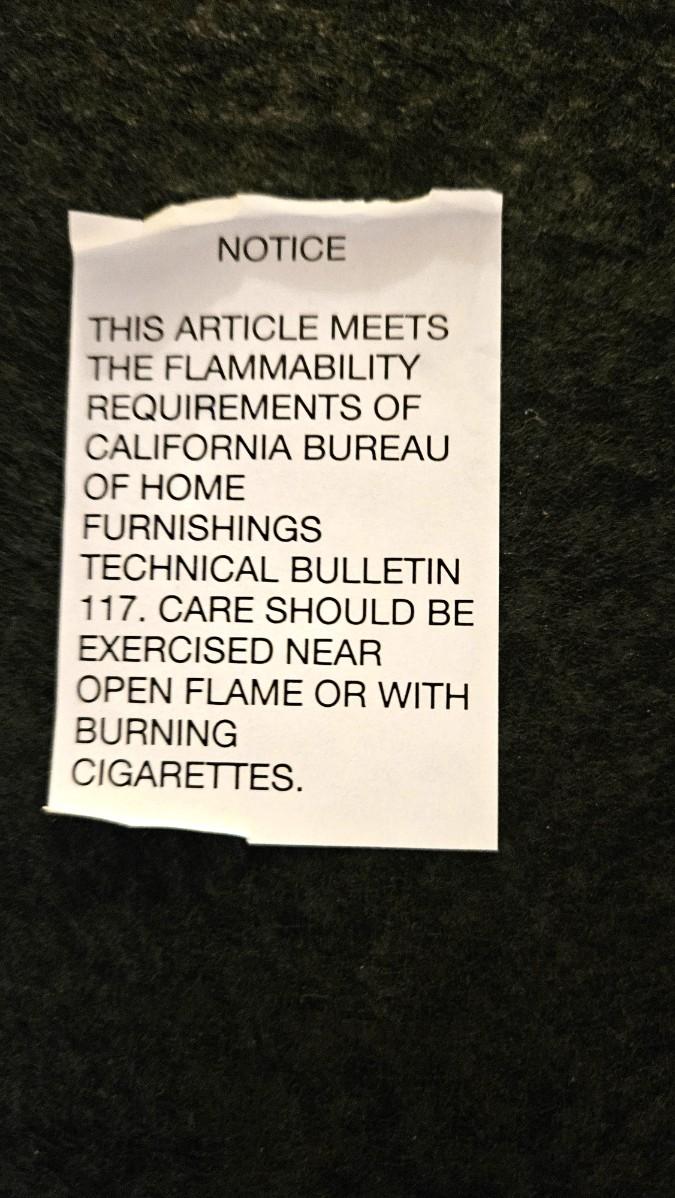 NOTICE
THIS ARTICLE MEETS
THE FLAMMABILITY
REQUIREMENTS OF
CALIFORNIA BUREAU
OF HOME
FURNISHINGS
TECHNICAL BULLETIN
117. CARE SHOULD BE
EXERCISED NEAR
OPEN FLAME OR WITH
BURNING
CIGARETTES.